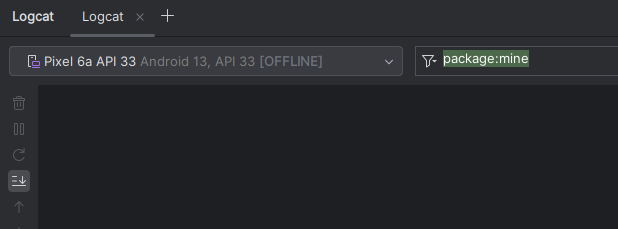 Logcat Logcat
Pixel 6a API 33 Android 13, API 33 [OFFLINE] package:mine